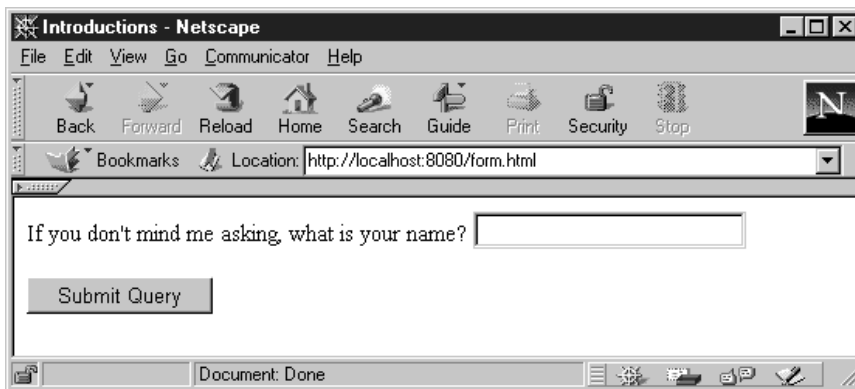 Introductions - Netscape
File Edit View Go Communicator Help
Back Forward Reload Home Search Guide Print Security Stop
N
Bookmarks Location: http://localhost:8080/form.html
If you don't mind me asking, what is your name?
Submit Query
Document: Done